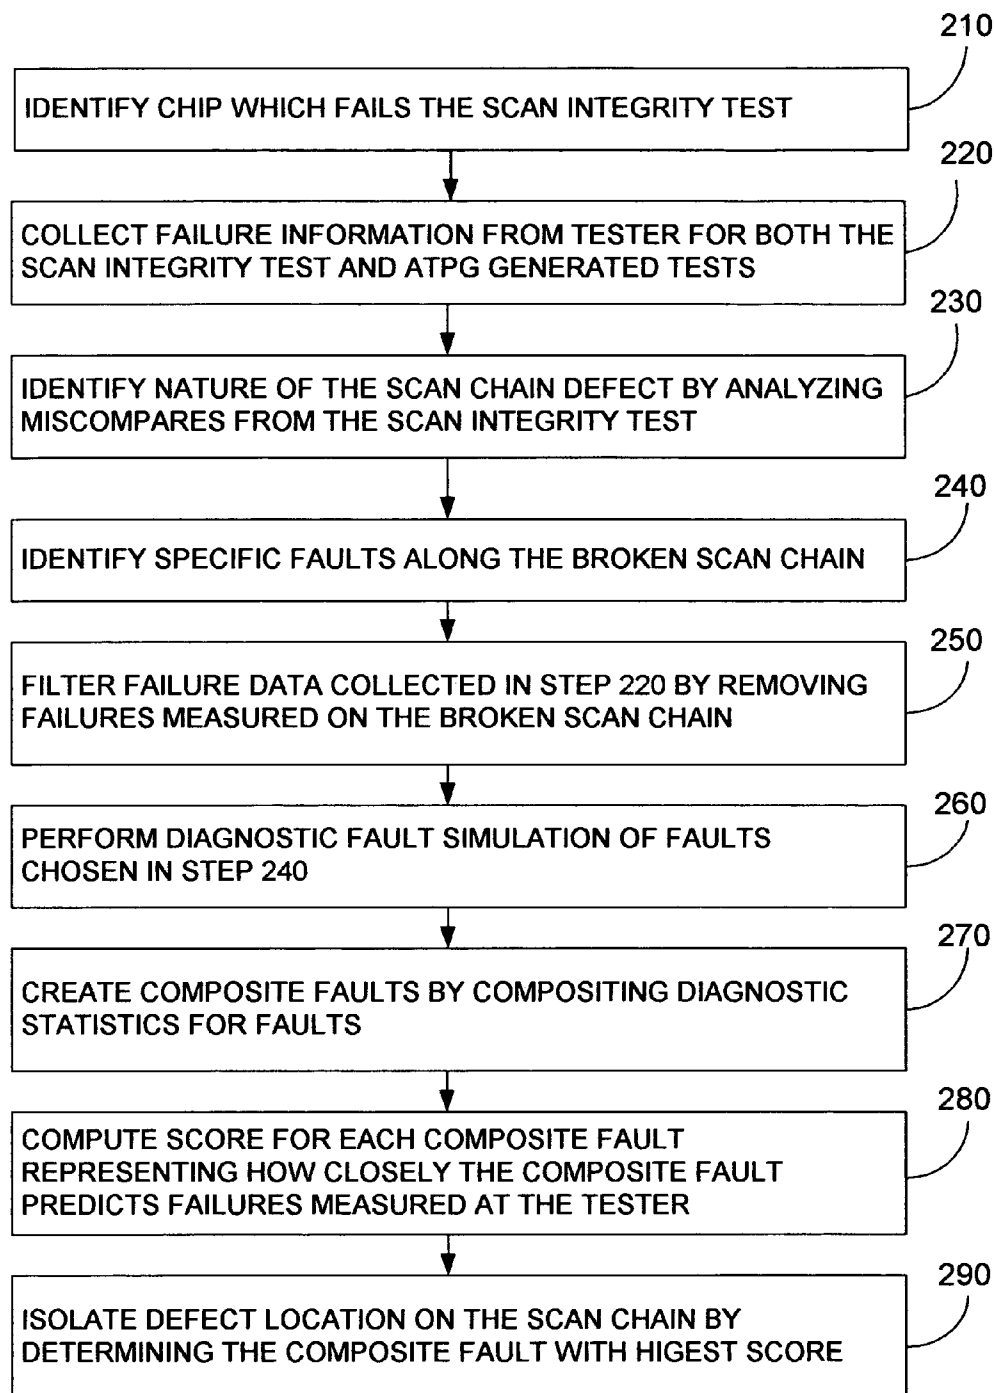 210
IDENTIFY CHIP WHICH FAILS THE SCAN INTEGRITY TEST
220
COLLECT FAILURE INFORMATION FROM TESTER FOR BOTH THE
SCAN INTEGRITY TEST AND ATPG GENERATED TESTS
230
IDENTIFY NATURE OF THE SCAN CHAIN DEFECT BY ANALYZING
MISCOMPARES FROM THE SCAN INTEGRITY TEST
240
IDENTIFY SPECIFIC FAULTS ALONG THE BROKEN SCAN CHAIN
250
FILTER FAILURE DATA COLLECTED IN STEP 220 BY REMOVING
FAILURES MEASURED ON THE BROKEN SCAN CHAIN
260
PERFORM DIAGNOSTIC FAULT SIMULATION OF FAULTS
CHOSEN IN STEP 240
270
CREATE COMPOSITE FAULTS BY COMPOSITING DIAGNOSTIC
STATISTICS FOR FAULTS
280
COMPUTE SCORE FOR EACH COMPOSITE FAULT
REPRESENTING HOW CLOSELY THE COMPOSITE FAULT
PREDICTS FAILURES MEASURED AT THE TESTER
290
ISOLATE DEFECT LOCATION ON THE SCAN CHAIN BY
DETERMINING THE COMPOSITE FAULT WITH HIGEST SCORE